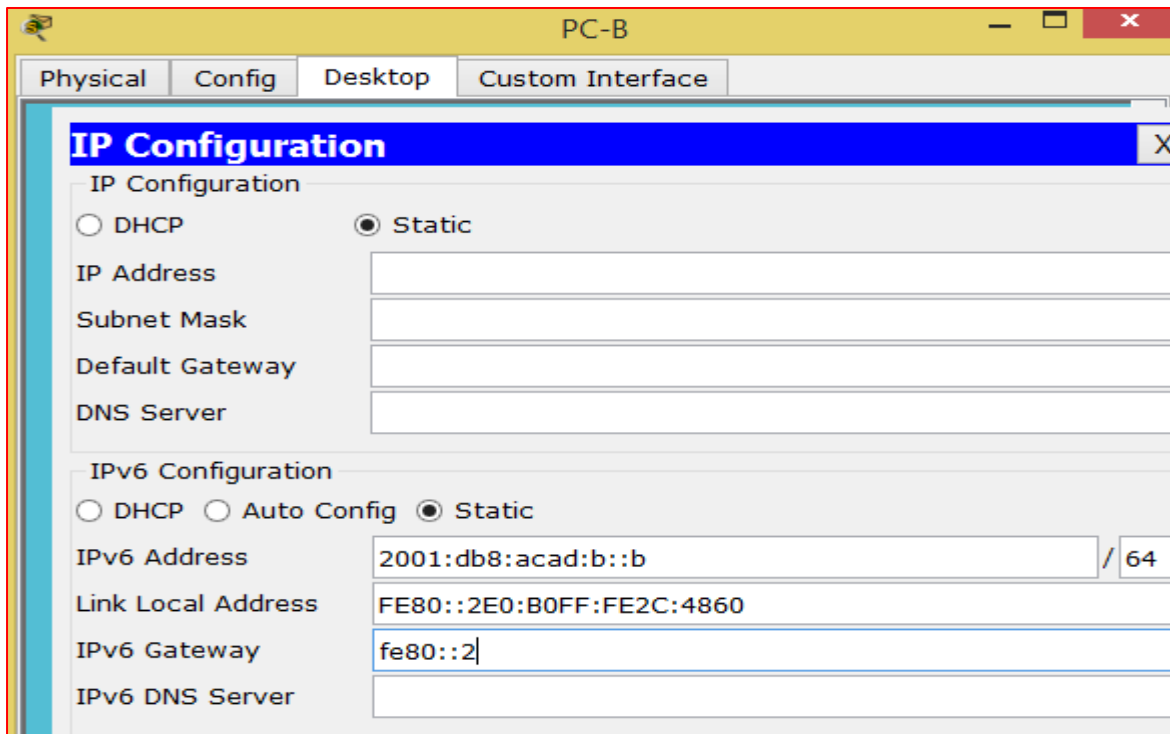 PC-B
Physical Config Desktop Custom Interface
IP Configuration X
IP Configuration
DHCP Static
IP Address
Subnet Mask
Default Gateway
DNS Server
IPv6 Configuration
DHCP Auto Config Static
IPv6 Address 2001:db8:acad:b::b / 64
Link Local Address FE80::2E0:B0FF:FE2C:4860
IPv6 Gateway fe80::2
IPv6 DNS Server